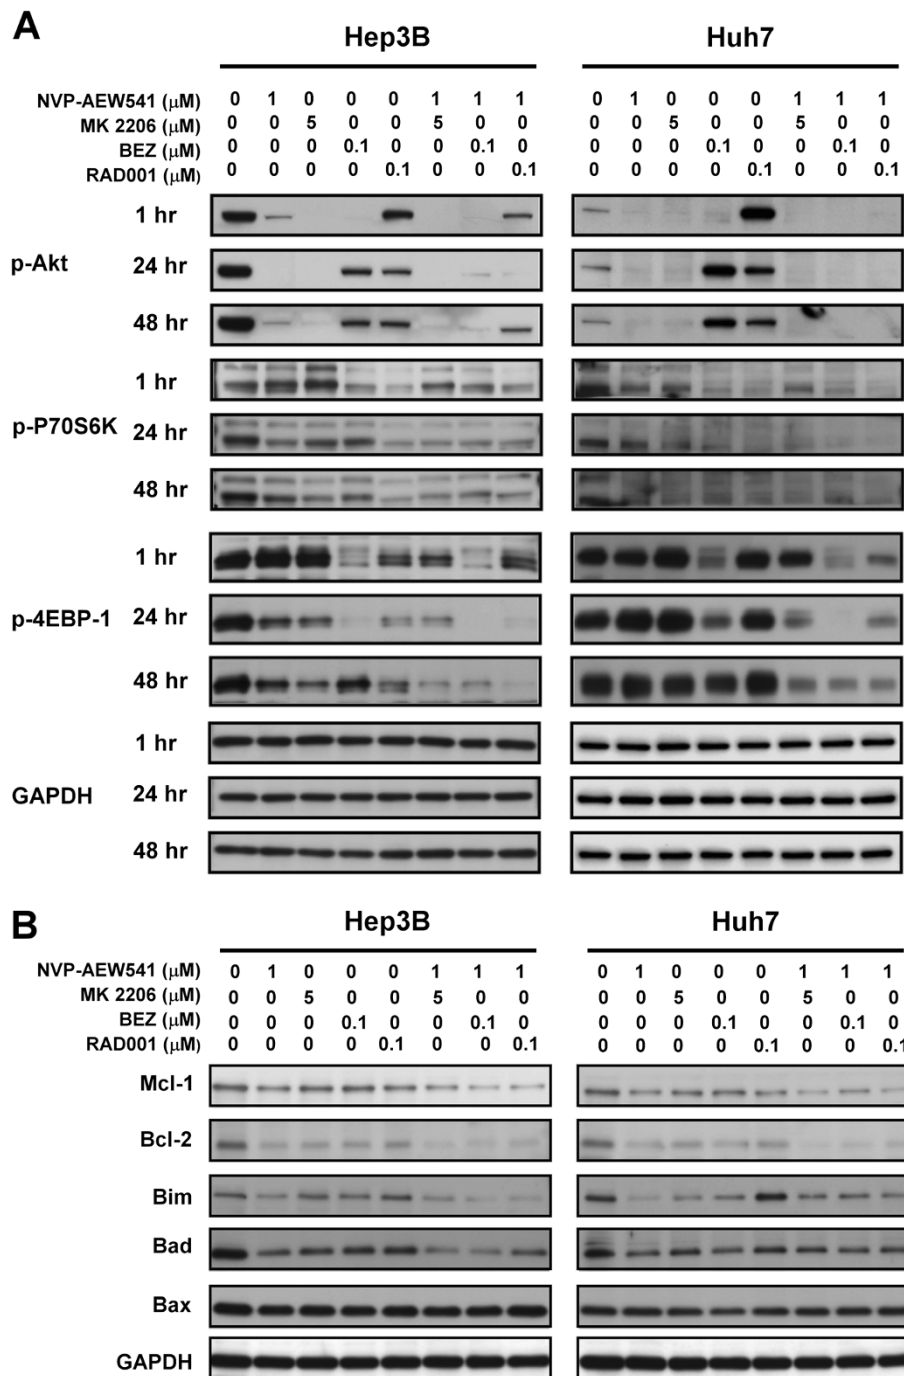 A
Hep3B Huh7
NVP-AEW541 (μM) 0 1 0 0 0 1 1 1 0 1 0 0 0 1 1 1
MK 2206 (μM) 0 0 5 0 0 5 0 0 0 0 5 0 0 5 0 0
BEZ (μM) 0 0 0 0.1 0 0 0.1 0 0 0 0 0.1 0 0 0.1 0
RAD001 (μM) 0 0 0 0 0.1 0 0 0.1 0 0 0 0 0.1 0 0 0.1
1 hr
p-Akt 24 hr
48 hr
1 hr
p-P70S6K 24 hr
48 hr
1 hr
p-4EBP-1 24 hr
48 hr
1 hr
GAPDH 24 hr
48 hr
B
Hep3B Huh7
NVP-AEW541 (μM) 0 1 0 0 0 1 1 1 0 1 0 0 0 1 1 1
MK 2206 (μM) 0 0 5 0 0 5 0 0 0 0 5 0 0 5 0 0
BEZ (μM) 0 0 0 0.1 0 0 0.1 0 0 0 0 0.1 0 0 0.1 0
RAD001 (μM) 0 0 0 0 0.1 0 0 0.1 0 0 0 0 0.1 0 0 0.1
Mcl-1
Bcl-2
Bim
Bad
Bax
GAPDH